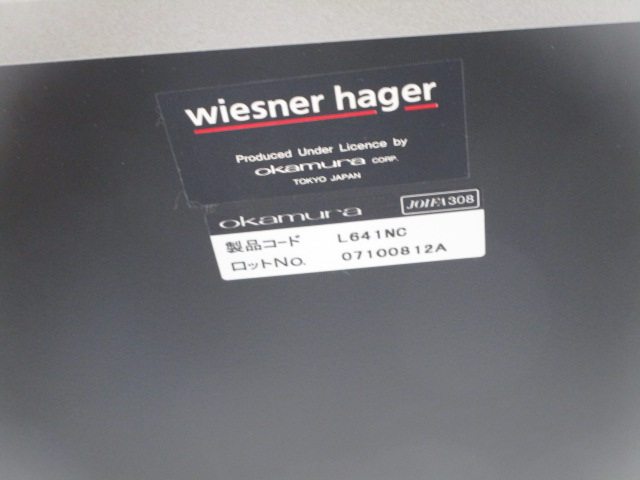 wiesner hager
Produced Under Licence by
okamura CORP.
TOKYO JAPAN
okamura JOIFA 308
製品コード L641NC
ロットNo. 07100812A